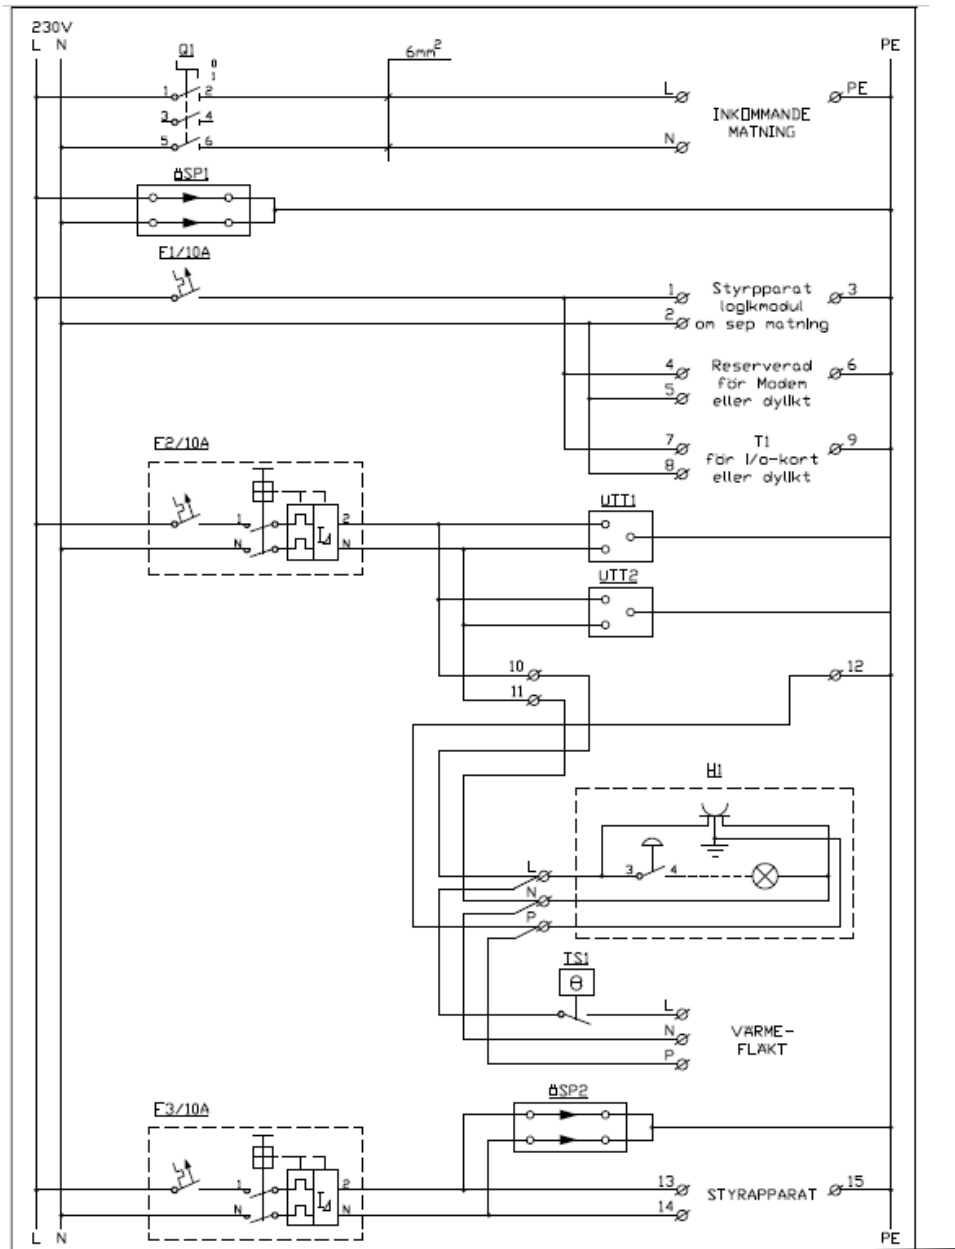 230V
L N
PE
Q1
0
1
6mm²
1 2
L
PE
3 4
INKOMMANDE
MATNING
5 6
N
ÖSP1
F1/10A
1
Styrpparat
3
logikmodul
2
om sep matning
4
Reserverad
6
för Modem
5
eller dylikt
7
T1
9
för I/o-kort
8
eller dylikt
F2/10A
UTT1
1
2
N
N
I∆
UTT2
10
12
11
H1
L
3 4
N
P
TS1
θ
L
N
VÄRME-
FLÄKT
P
ÖSP2
F3/10A
1
2
13
STYRAPPARAT
15
N
N
I∆
14
L N
PE